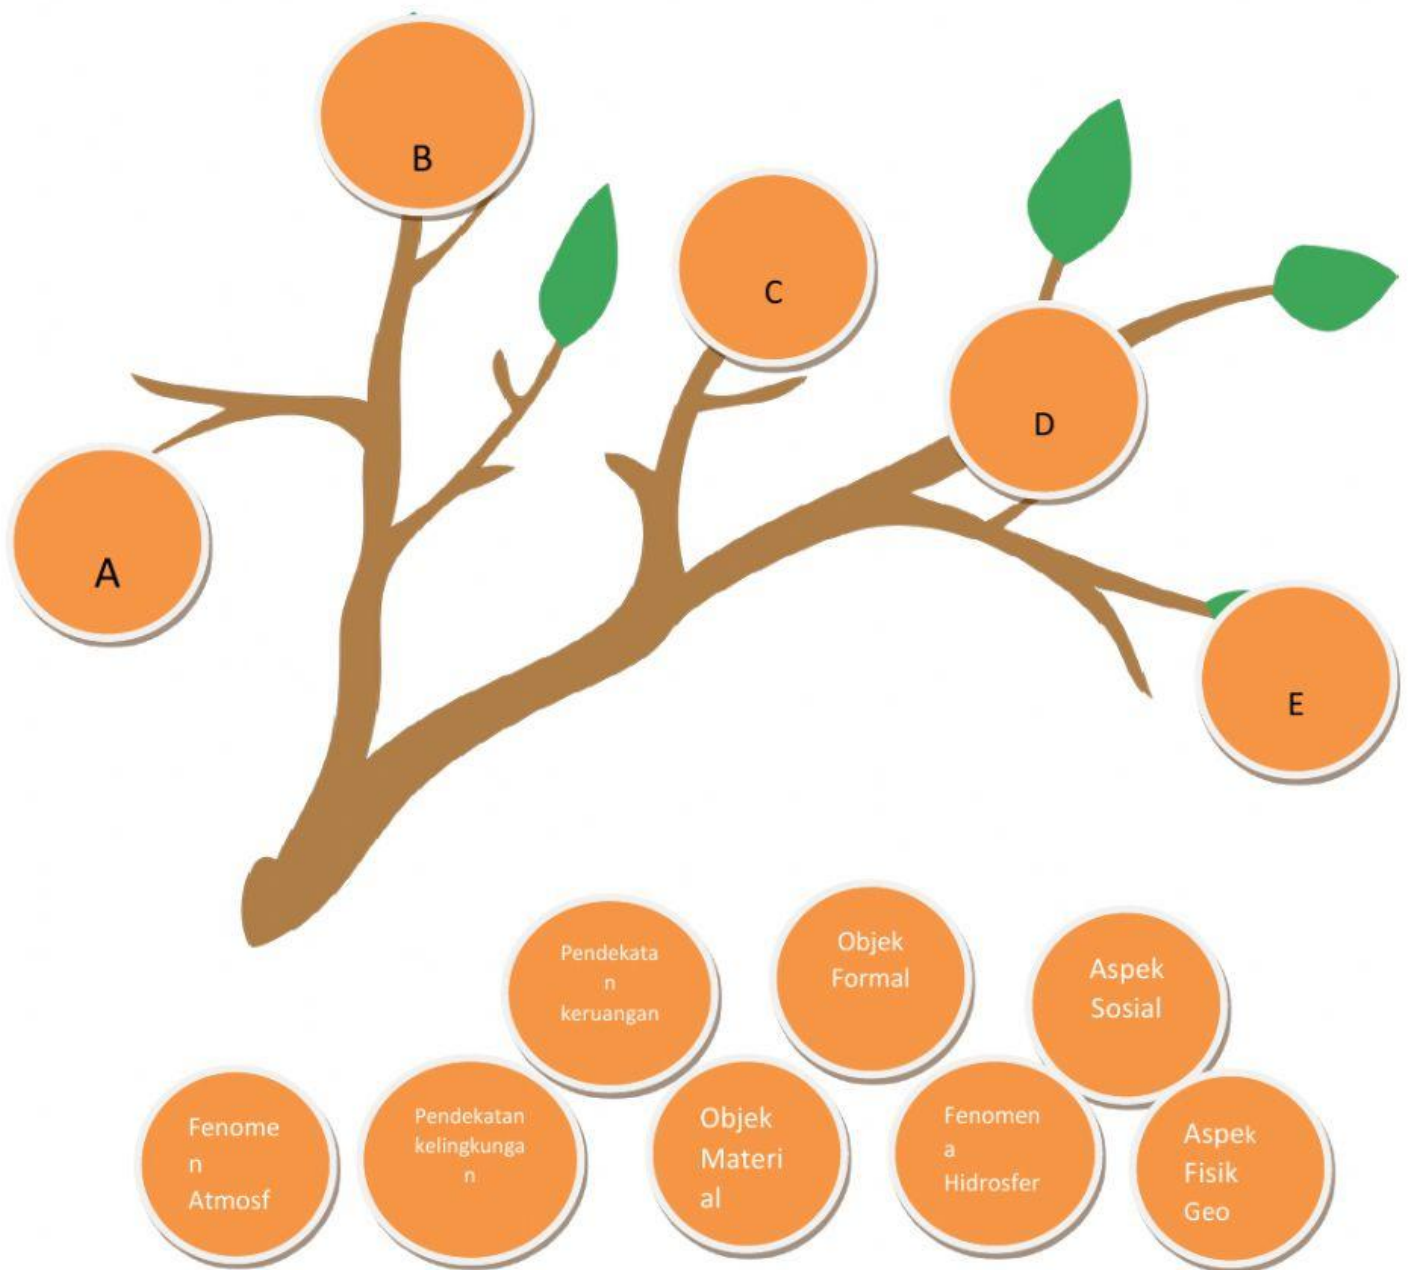 B
C
D
A
E
Pendekata
n
keruangan
Objek
Formal
Aspek
Sosial
Fenome
n
Atmosf
Pendekatan
kelingkunga
n
Objek
Materi
al
Fenomen
a
Hidrosfer
Aspek
Fisik
Geo